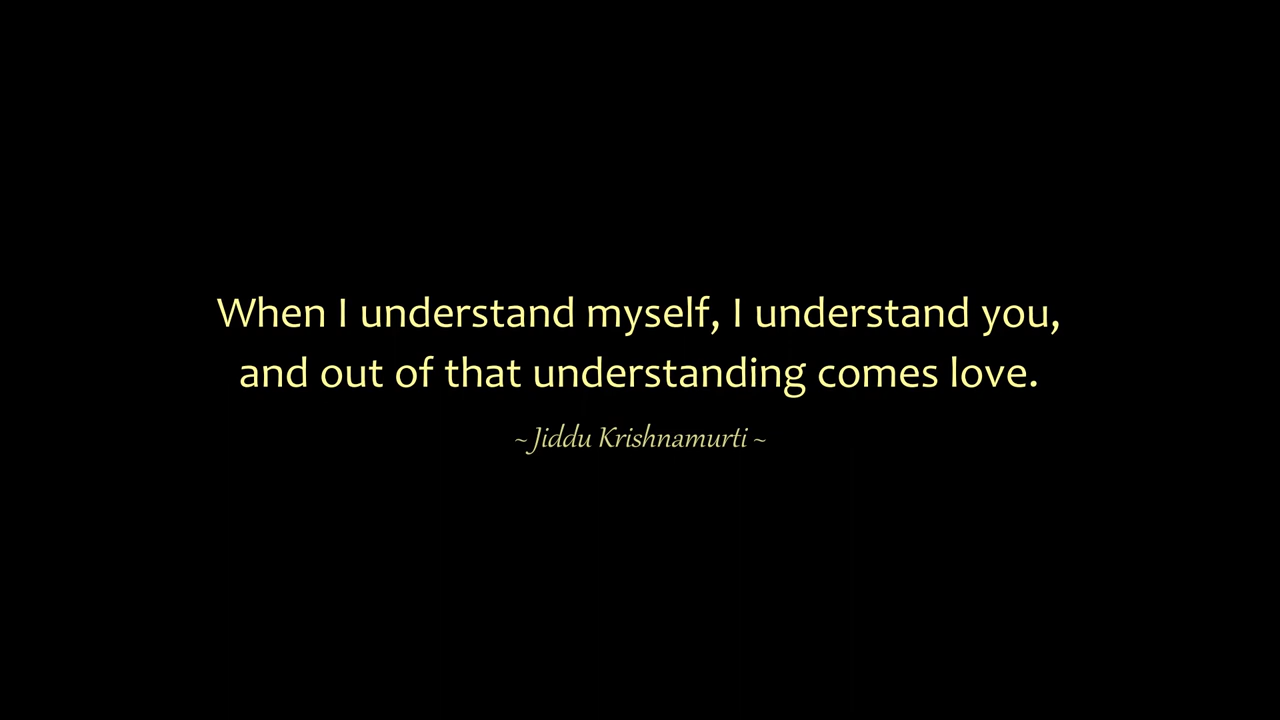 When I understand myself, I understand you,
and out of that understanding comes love.
~ Jiddu Krishnamurti ~